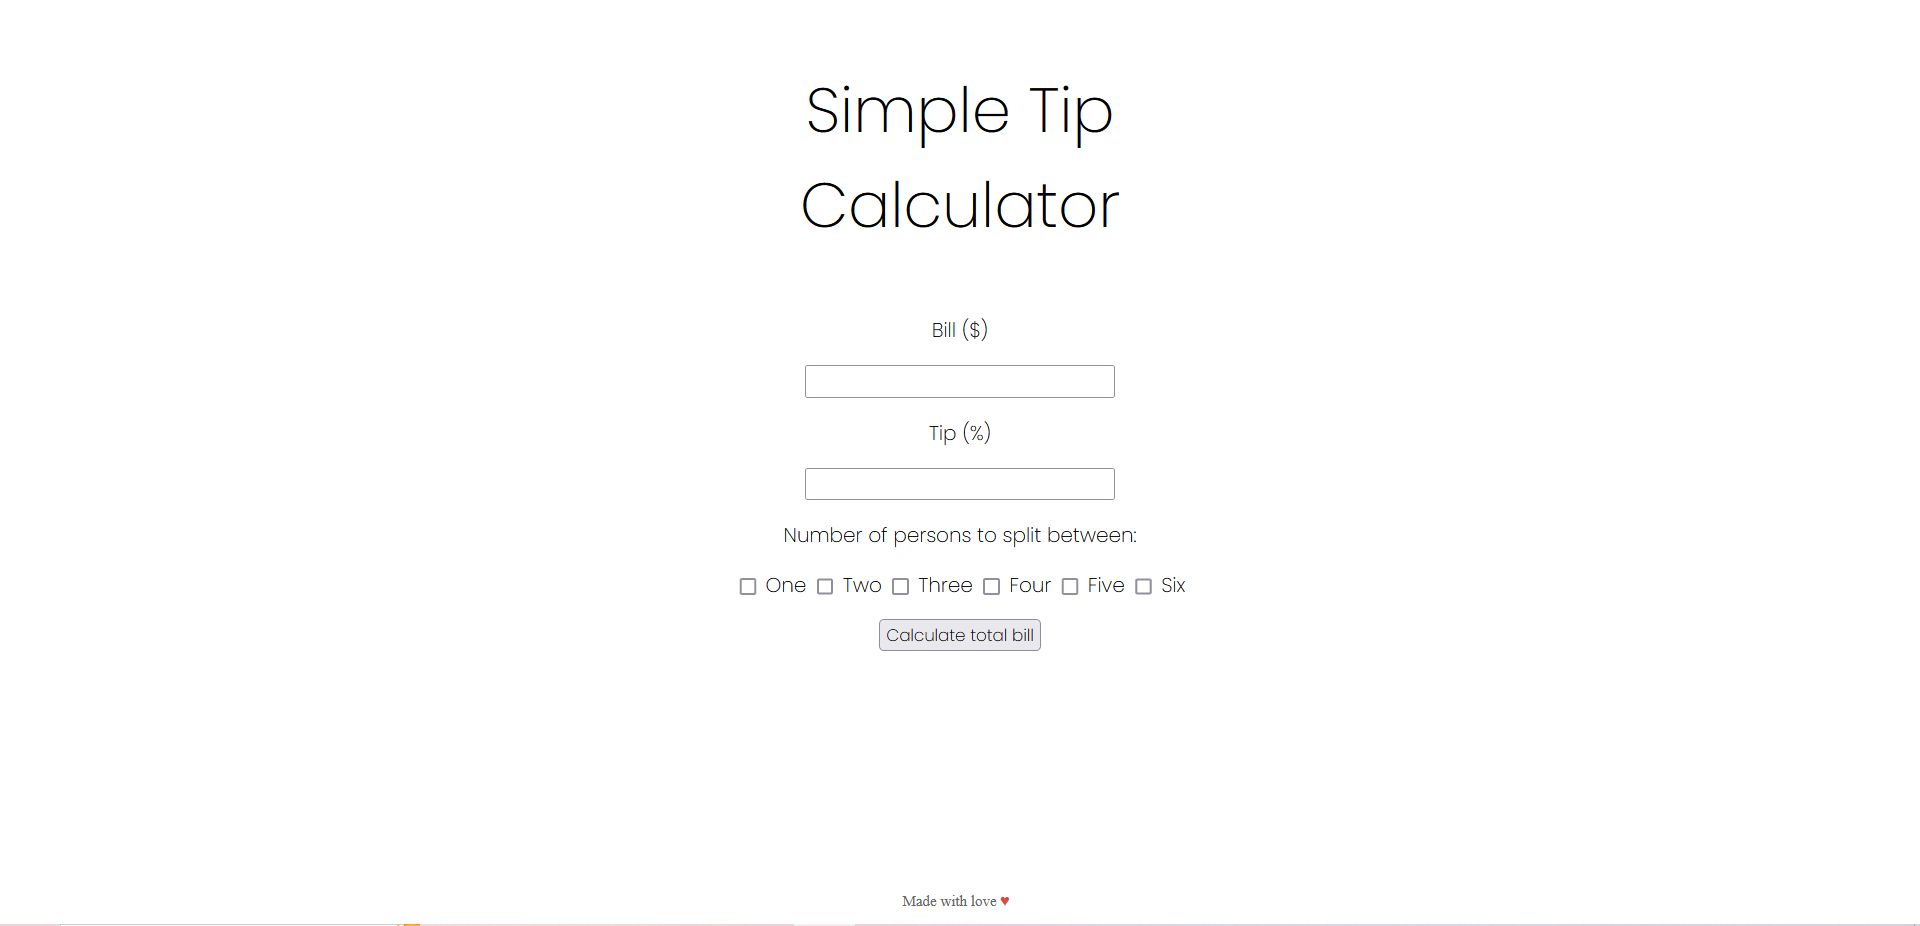 Simple Tip
Calculator
Bill ($)
Tip (%)
Number of persons to split between:
One Two Three Four Five Six
Calculate total bill
Made with love ♥